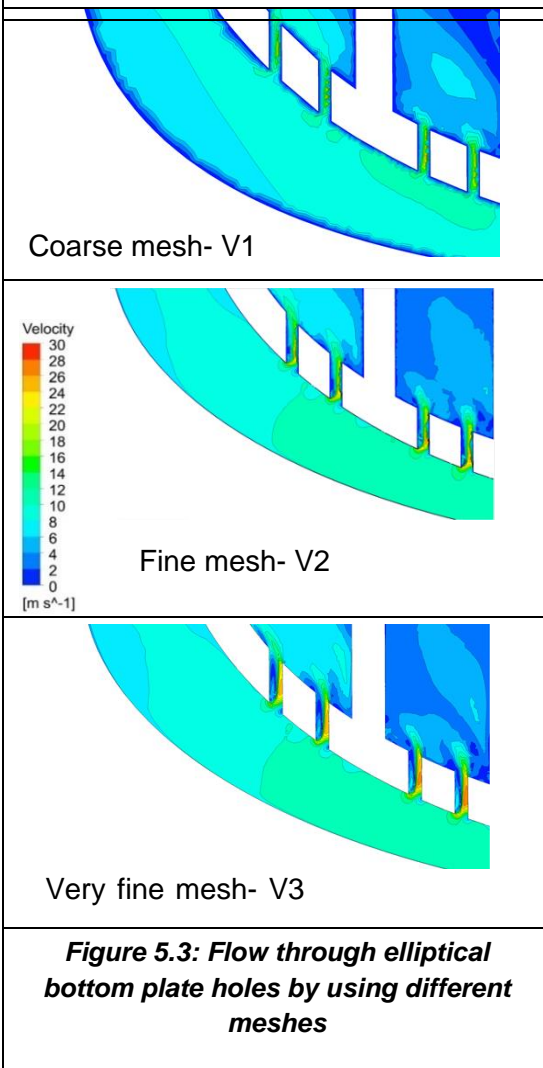 Coarse mesh- V1
Velocity
30
28
26
24
22
20
18
16
14
12
10
8
6
4
2
0
[m s^-1]
Fine mesh- V2
Very fine mesh- V3
Figure 5.3: Flow through elliptical
bottom plate holes by using different
meshes